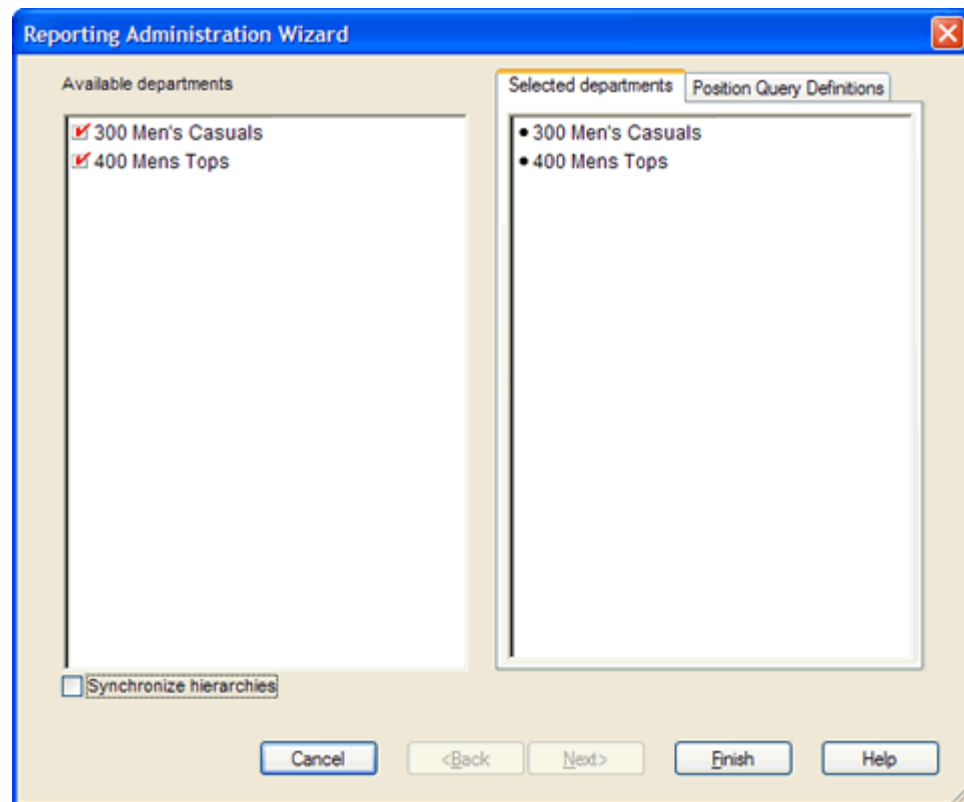 Reporting Administration Wizard
Available departments
300 Men's Casuals
400 Mens Tops
Synchronize hierarchies
Selected departments
Position Query Definitions
300 Men's Casuals
400 Mens Tops
Cancel
<Back
Next>
Finish
Help